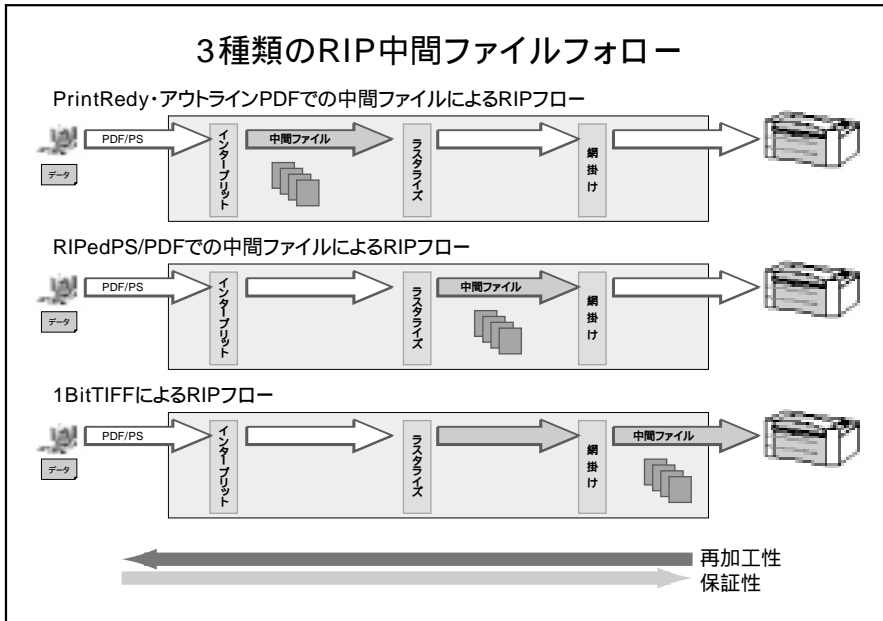 3種類のRIP中間ファイルフォロー
PrintRedy・アウトラインPDFでの中間ファイルによるRIPフロー
PDF/PS
インタープリット
中間ファイル
ラスタライズ
網掛け
データ
RIPedPS/PDFでの中間ファイルによるRIPフロー
PDF/PS
インタープリット
ラスタライズ
中間ファイル
網掛け
データ
1BitTIFFによるRIPフロー
PDF/PS
インタープリット
ラスタライズ
網掛け
中間ファイル
データ
再加工性
保証性